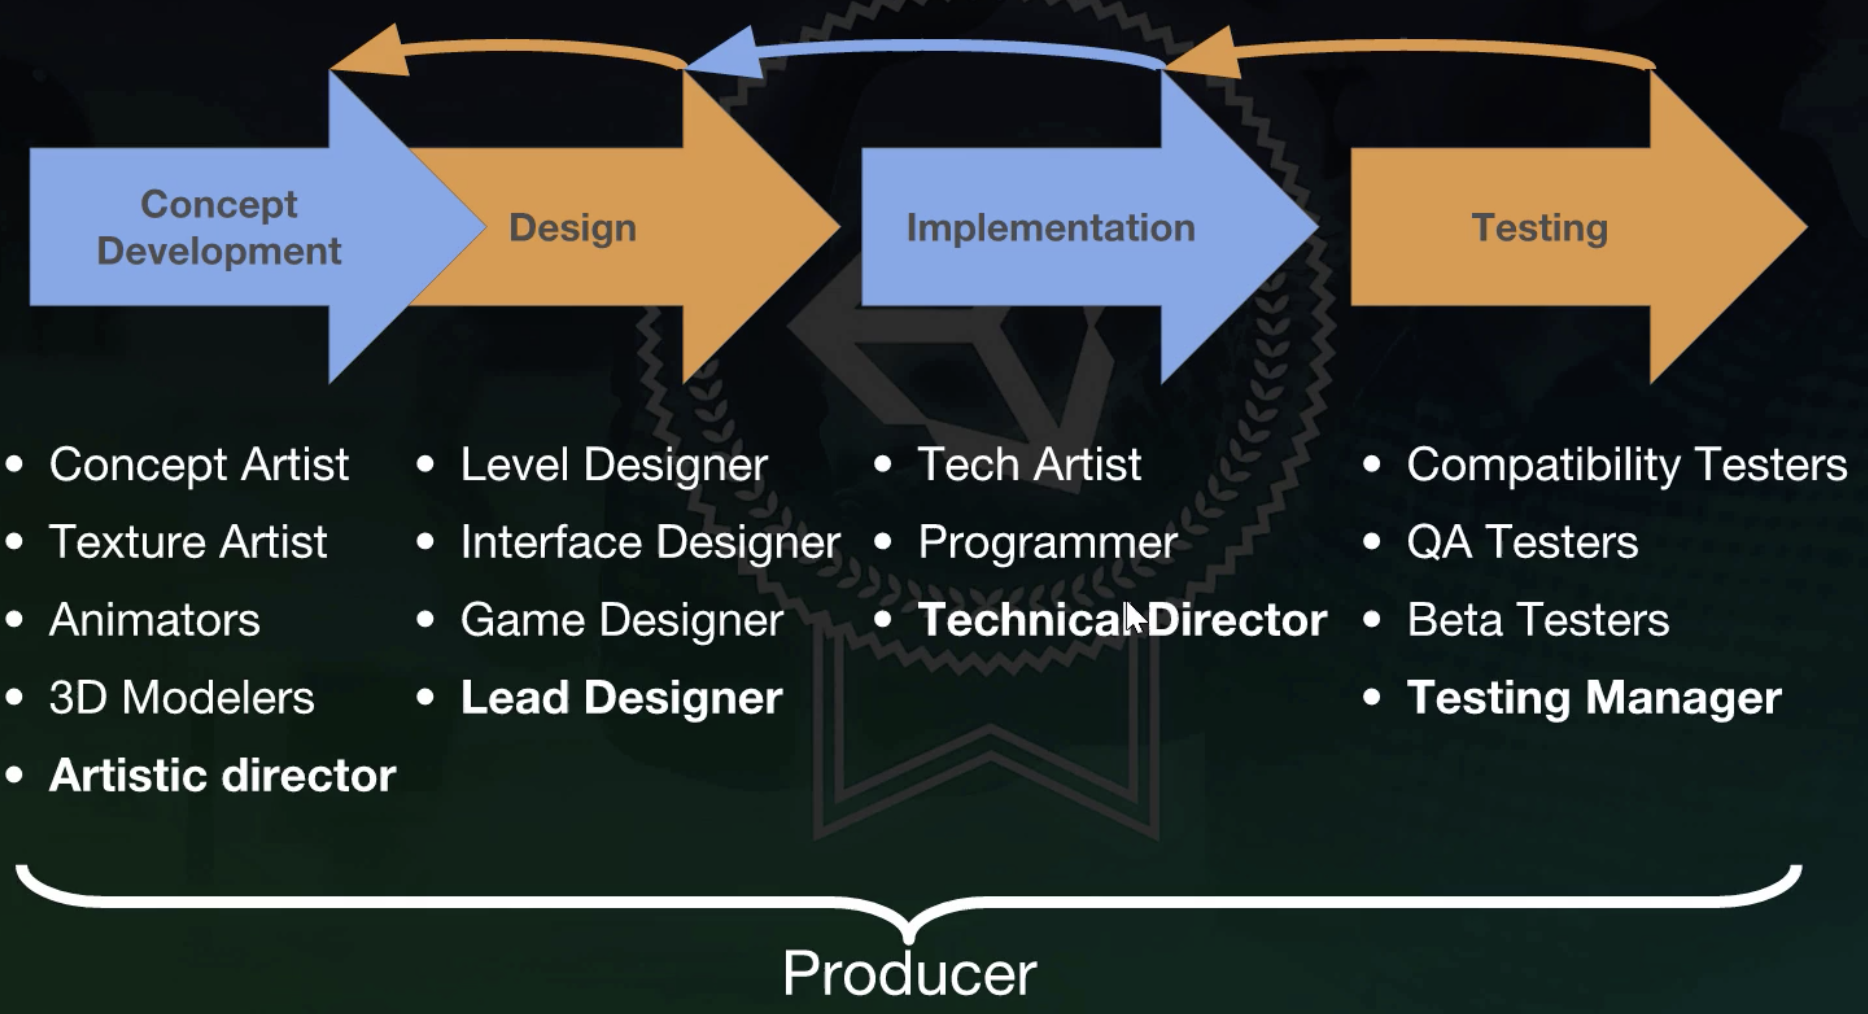 Concept
Development
Design
Implementation
Testing
• Concept Artist
• Texture Artist
• Animators
• 3D Modelers
• Artistic director
• Level Designer
• Interface Designer
• Game Designer
• Lead Designer
• Tech Artist
• Programmer
• Technical Director
• Compatibility Testers
• QA Testers
• Beta Testers
• Testing Manager
Producer